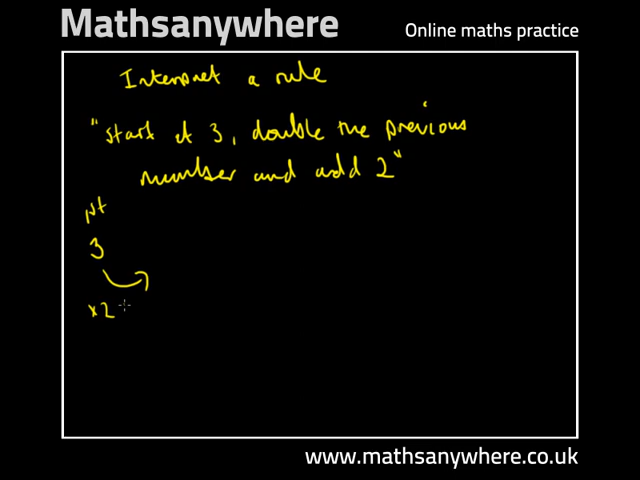 Mathsanywhere
Online maths practice
Interpret a rule
"Start at 3, double the previous
number and add 2"
1st
3
x2
www.mathsanywhere.co.uk